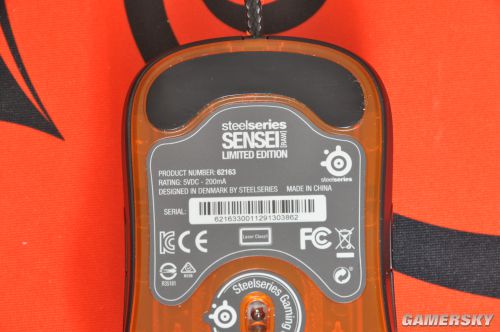 steelseries
SENSEI [RAW]
LIMITED EDITION
steelseries
PRODUCT NUMBER: 62163
RATING: 5VDC - 200mA
DESIGNED IN DENMARK BY STEELSERIES MADE IN CHINA
SERIAL:
6216330011291303862
Laser Class1
FC
Steelseries Gaming
GAMERSKY